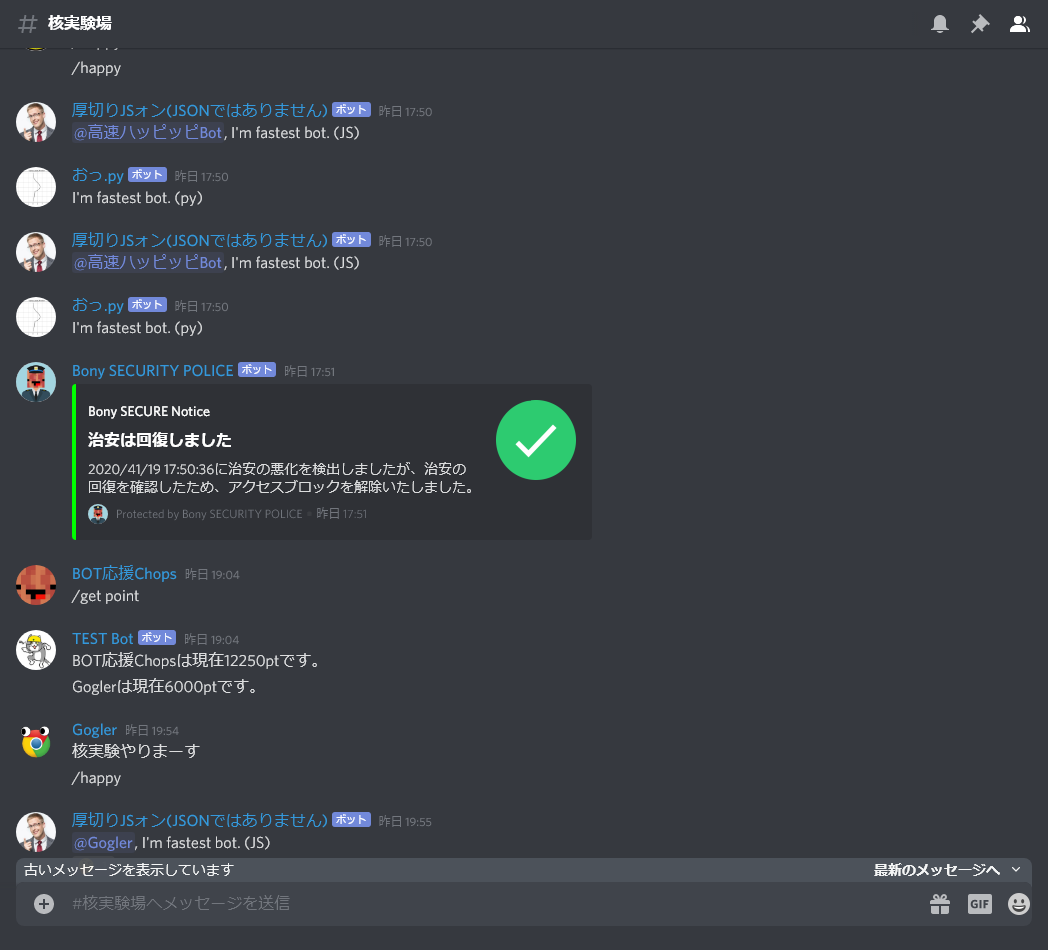 核実験場
/happy
厚切りJSォン(JSONではありません) ボット 昨日 17:50
@高速ハッピッピBot, I'm fastest bot. (JS)
おっ.py ボット 昨日 17:50
I'm fastest bot. (py)
厚切りJSォン(JSONではありません) ボット 昨日 17:50
@高速ハッピッピBot, I'm fastest bot. (JS)
おっ.py ボット 昨日 17:50
I'm fastest bot. (py)
Bony SECURITY POLICE ボット 昨日 17:51
Bony SECURE Notice
治安は回復しました
2020/41/19 17:50:36に治安の悪化を検出しましたが、治安の
回復を確認したため、アクセスブロックを解除いたしました。
Protected by Bony SECURITY POLICE • 昨日 17:51
BOT応援Chops 昨日 19:04
/get point
TEST Bot ボット 昨日 19:04
BOT応援Chopsは現在12250ptです。
Goglerは現在6000ptです。
Gogler 昨日 19:54
核実験やりまーす
/happy
厚切りJSォン(JSONではありません) ボット 昨日 19:55
@Gogler, I'm fastest bot. (JS)
古いメッセージを表示しています 最新のメッセージへ
#核実験場へメッセージを送信 GIF